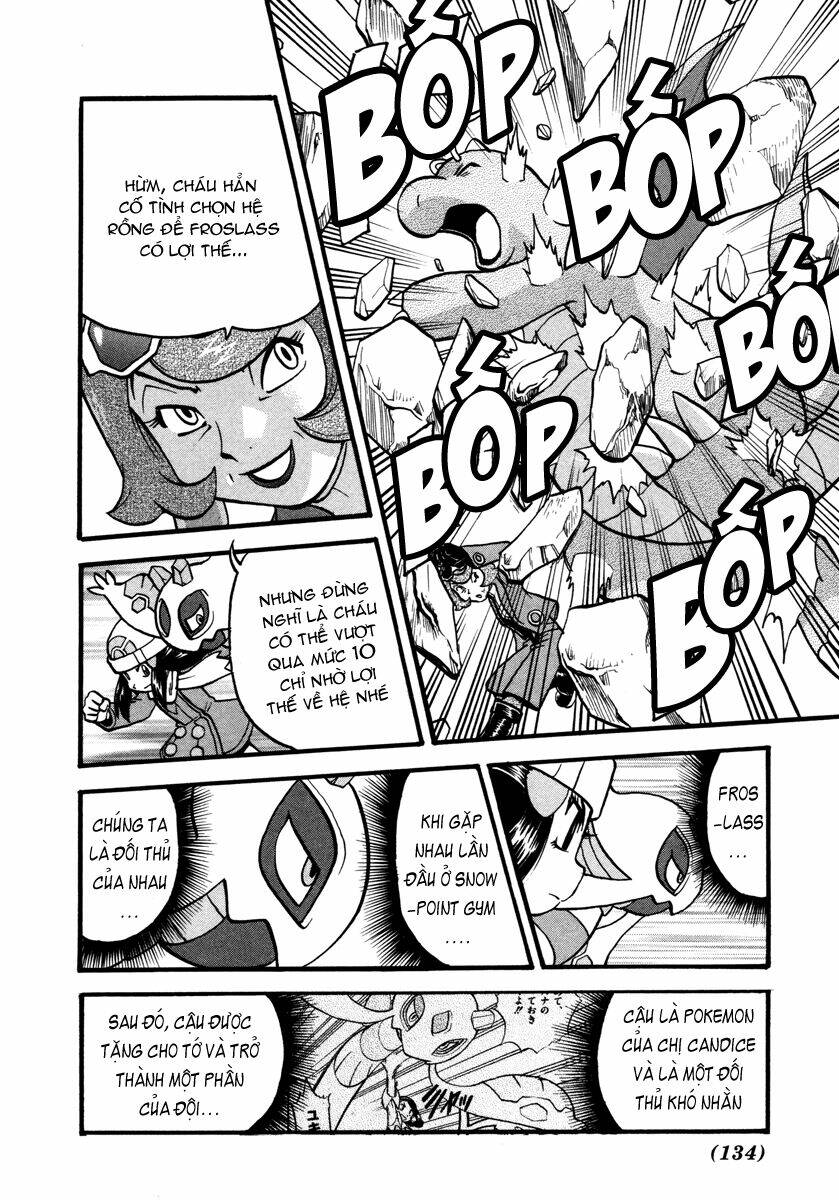 BỐP
BỐP
BỐP
BỐP
BỐP
BỐP
HỪM, CHÁU HẲN
CỐ TÌNH CHỌN HỆ
RỒNG ĐỂ FROSLASS
CÓ LỢI THẾ...
NHƯNG ĐỪNG
NGHĨ LÀ CHÁU
CÓ THỂ VƯỢT
QUA MỨC 10
CHỈ NHỜ LỢI
THẾ VỀ HỆ NHÉ
FROS
-LASS
...
KHI GẶP
NHAU LẦN
ĐẦU Ở SNOW
-POINT GYM
....
CHÚNG TA
LÀ ĐỐI THỦ
CỦA NHAU
...
CẬU LÀ POKEMON
CỦA CHỊ CANDICE
VÀ LÀ MỘT ĐỐI
THỦ KHÓ NHẰN
SAU ĐÓ, CẬU ĐƯỢC
TẶNG CHO TỚ VÀ TRỞ
THÀNH MỘT PHẦN
CỦA ĐỘI...
(134)